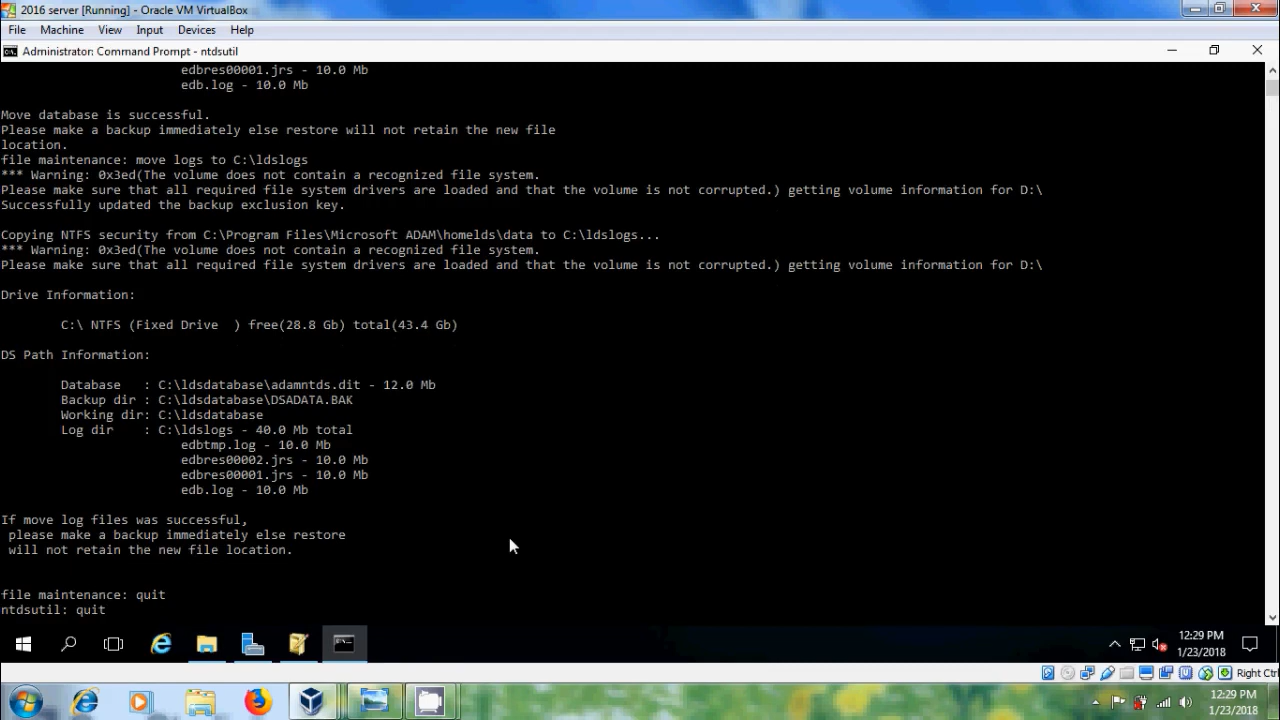 2016 server [Running] - Oracle VM VirtualBox
File Machine View Input Devices Help
Administrator: Command Prompt - ntdsutil
edbres00001.jrs - 10.0 Mb
edb.log - 10.0 Mb
Move database is successful.
Please make a backup immediately else restore will not retain the new file
location.
file maintenance: move logs to C:\ldslogs
*** Warning: 0x3ed(The volume does not contain a recognized file system.
Please make sure that all required file system drivers are loaded and that the volume is not corrupted.) getting volume information for D:\
Successfully updated the backup exclusion key.
Copying NTFS security from C:\Program Files\Microsoft ADAM\homelds\data to C:\ldslogs...
*** Warning: 0x3ed(The volume does not contain a recognized file system.
Please make sure that all required file system drivers are loaded and that the volume is not corrupted.) getting volume information for D:\
Drive Information:
C:\ NTFS (Fixed Drive  ) free(28.8 Gb) total(43.4 Gb)
DS Path Information:
Database   : C:\ldsdatabase\adamntds.dit - 12.0 Mb
Backup dir : C:\ldsdatabase\DSADATA.BAK
Working dir: C:\ldsdatabase
Log dir    : C:\ldslogs - 40.0 Mb total
edbtmp.log - 10.0 Mb
edbres00002.jrs - 10.0 Mb
edbres00001.jrs - 10.0 Mb
edb.log - 10.0 Mb
If move log files was successful,
please make a backup immediately else restore
will not retain the new file location.
file maintenance: quit
ntdsutil: quit
12:29 PM
1/23/2018
Right Ctrl
12:29 PM
1/23/2018